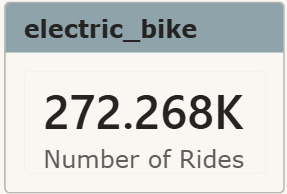 electric_bike
272.268K
Number of Rides